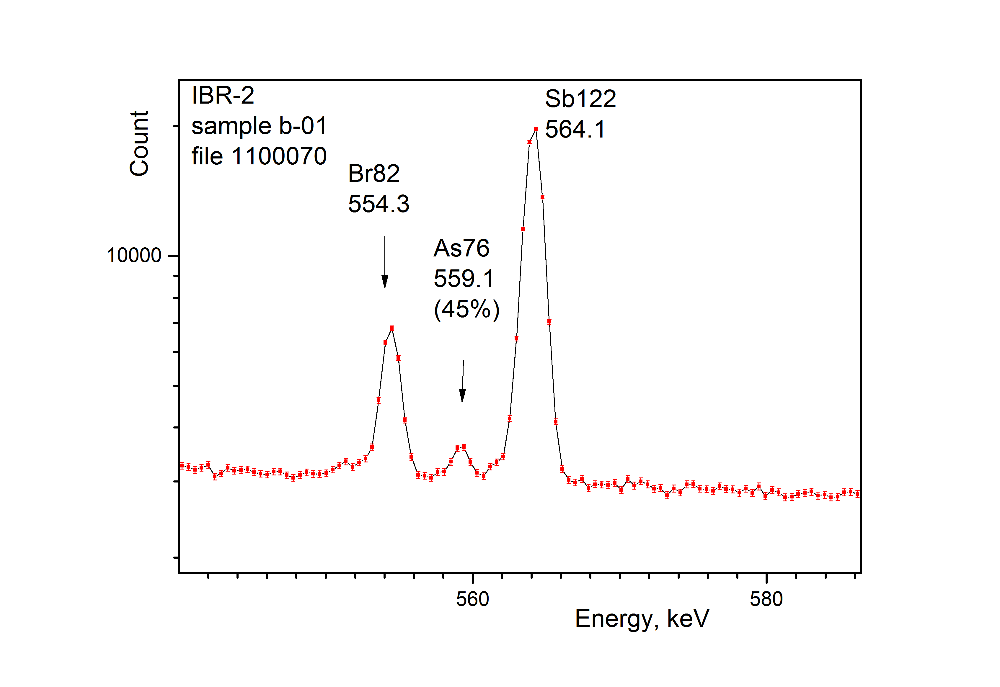 IBR-2
sample b-01
file 1100070
Count
Sb122
564.1
Br82
554.3
As76
559.1
(45%)
10000
560
580
Energy, keV